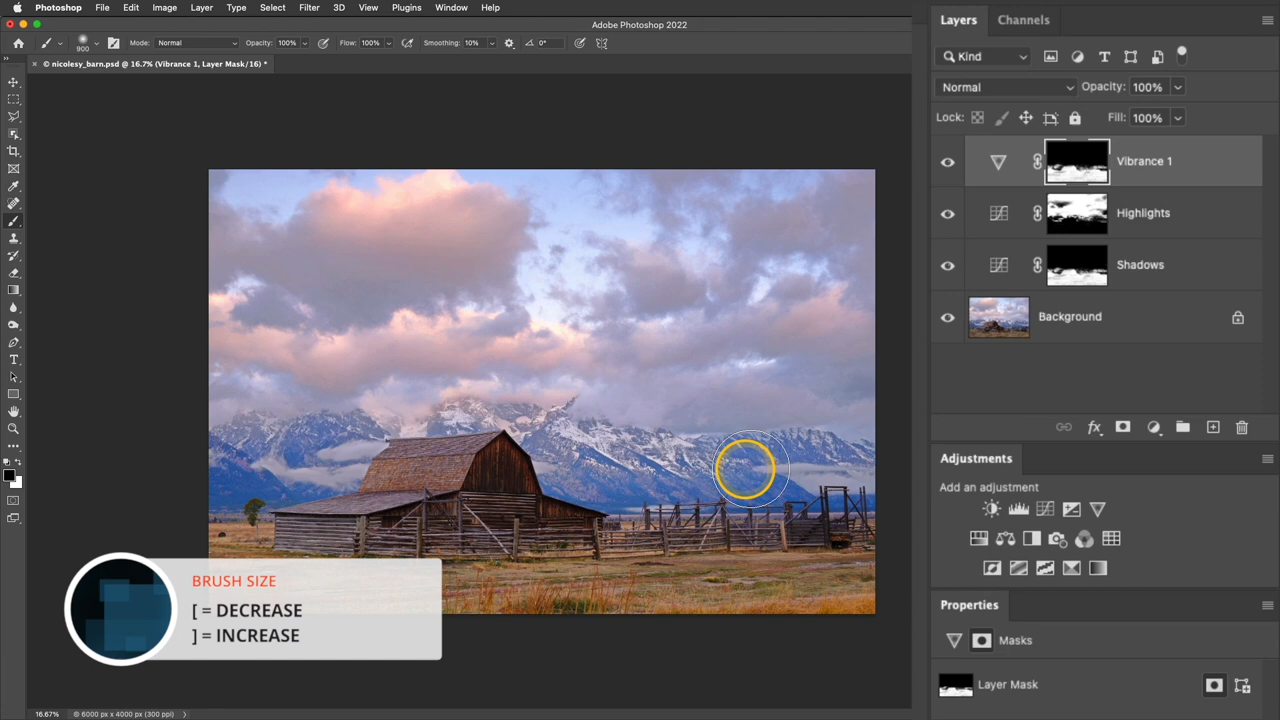 Photoshop File Edit Image Layer Type Select Filter 3D View Plugins Window Help
Adobe Photoshop 2022
900 Mode: Normal Opacity: 100% Flow: 100% Smoothing: 10% 0°
× © nicolesy_barn.psd @ 16.7% (Vibrance 1, Layer Mask/16) *
BRUSH SIZE
[ = DECREASE
] = INCREASE
16.67% 6000 px x 4000 px (300 ppi)
Layers Channels
Kind
Normal Opacity: 100%
Lock: Fill: 100%
Vibrance 1
Highlights
Shadows
Background
Adjustments
Add an adjustment
Properties
Masks
Layer Mask